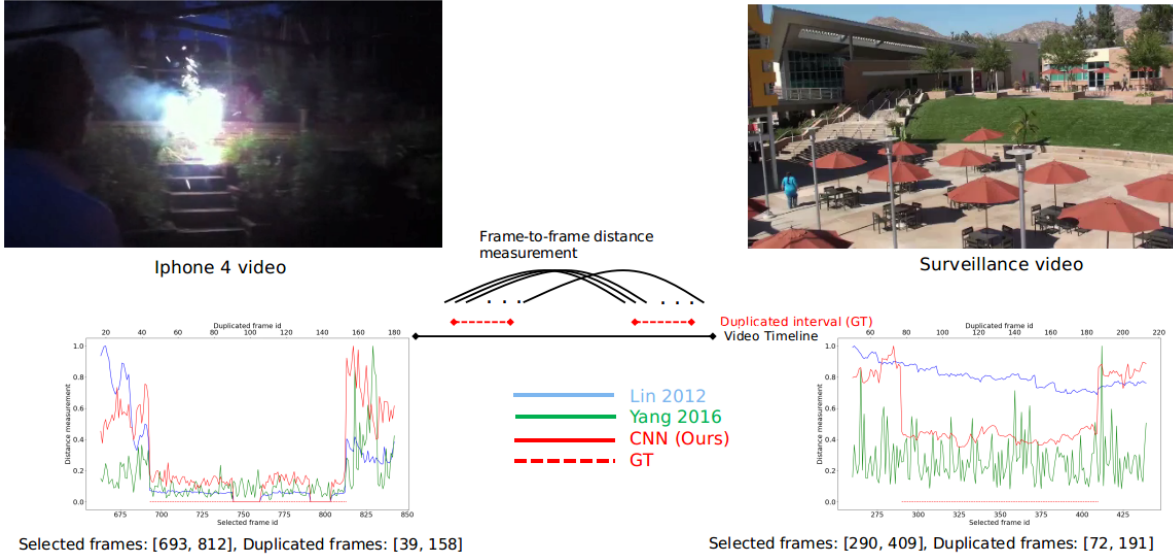 Iphone 4 video
Surveillance video
Frame-to-frame distance
measurement
Duplicated interval (GT)
Video Timeline
Duplicated frame id
20 40 60 80 100 120 140 160 180
Distance measurement
1.0
0.8
0.6
0.4
0.2
0.0
675 700 725 750 775 800 825 850
Selected frame id
Selected frames: [693, 812], Duplicated frames: [39, 158]
Lin 2012
Yang 2016
CNN (Ours)
GT
Duplicated frame id
60 80 100 120 140 160 180 200 213
Distance measurement
1.0
0.8
0.6
0.4
0.2
0.0
275 300 325 350 375 400 425
Selected frame id
Selected frames: [290, 409], Duplicated frames: [72, 191]